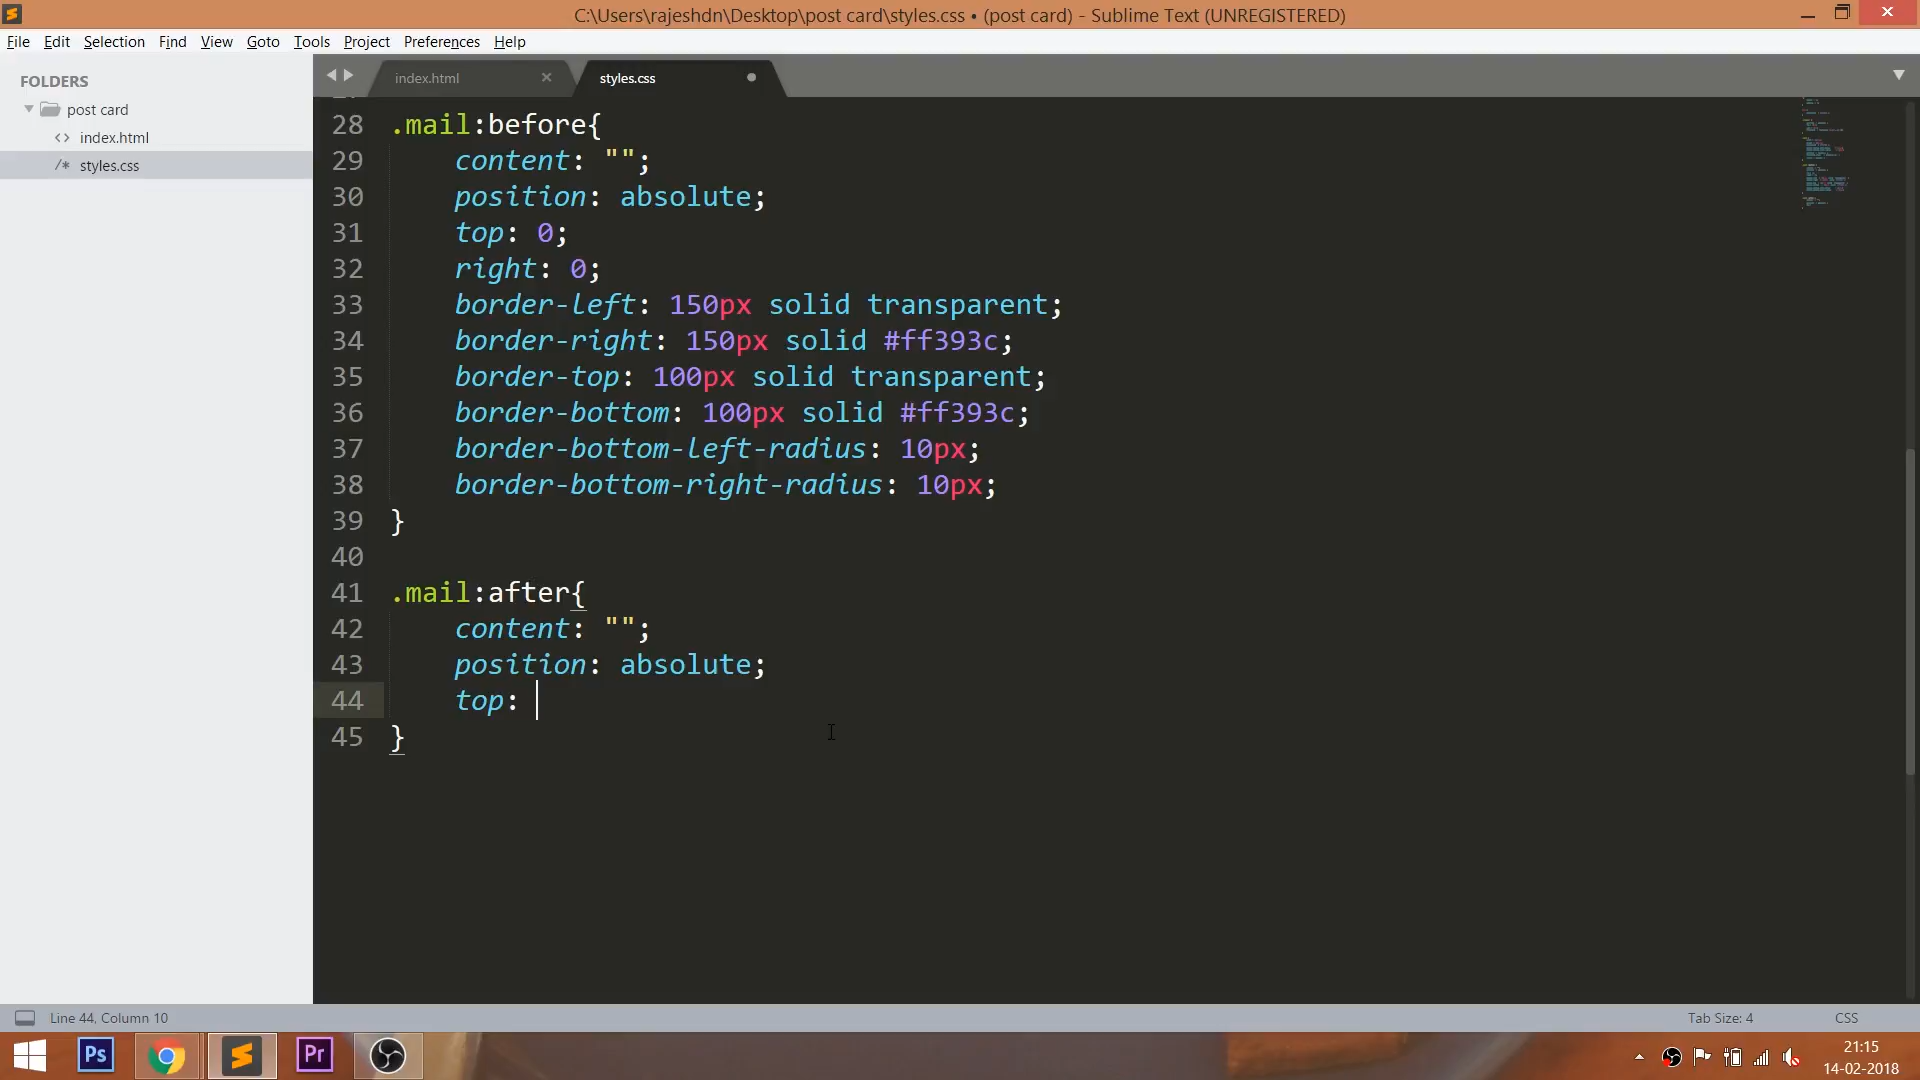 C:\Users\rajeshdn\Desktop\post card\styles.css • (post card) - Sublime Text (UNREGISTERED)
File Edit Selection Find View Goto Tools Project Preferences Help
FOLDERS
post card
<> index.html
/* styles.css
index.html styles.css
28 .mail:before{
29 content: "";
30 position: absolute;
31 top: 0;
32 right: 0;
33 border-left: 150px solid transparent;
34 border-right: 150px solid #ff393c;
35 border-top: 100px solid transparent;
36 border-bottom: 100px solid #ff393c;
37 border-bottom-left-radius: 10px;
38 border-bottom-right-radius: 10px;
39 }
40
41 .mail:after{
42 content: "";
43 position: absolute;
44 top:
45 }
Line 44, Column 10 Tab Size: 4 CSS
Ps Pr
21:15
14-02-2018